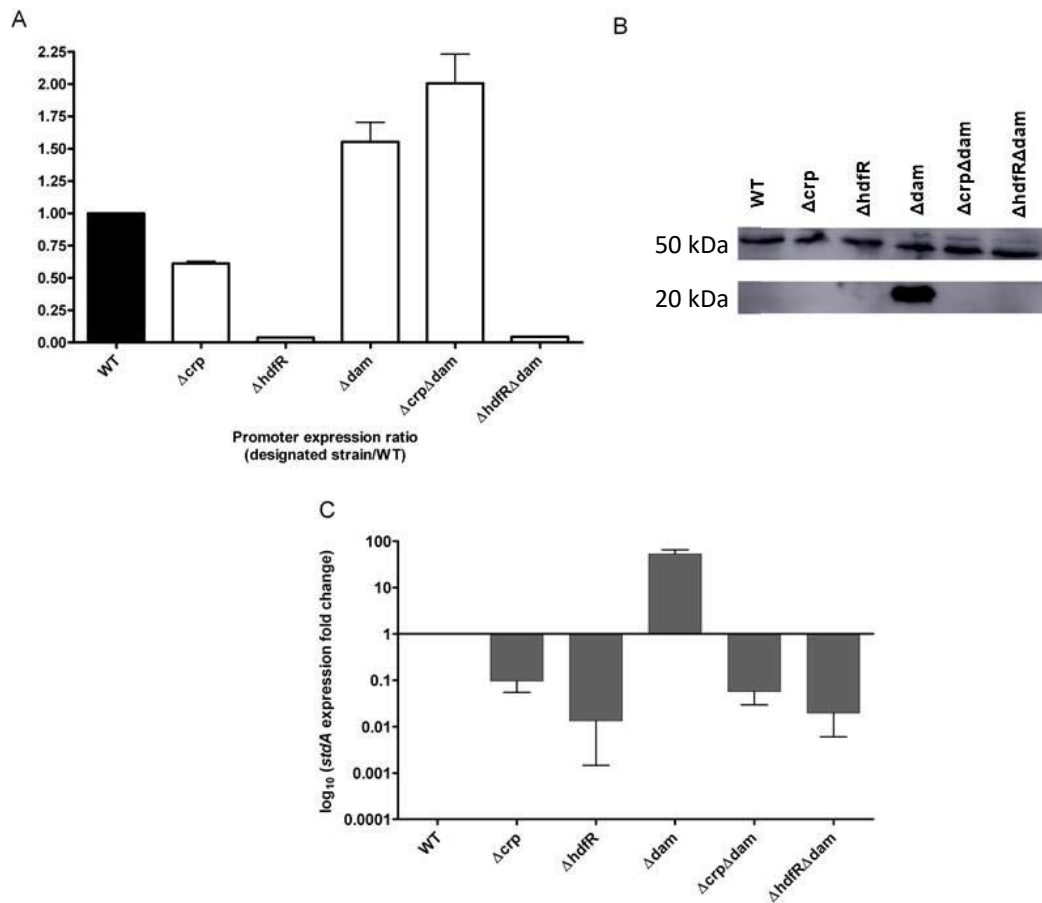 A
2.25
2.00
1.75
1.50
1.25
1.00
0.75
0.50
0.25
0.00
WT
Δcrp
ΔhdfR
Δdam
ΔcrpΔdam
ΔhdfRΔdam
Promoter expression ratio
(designated strain/WT)
B
WT
Δcrp
ΔhdfR
Δdam
ΔcrpΔdam
ΔhdfRΔdam
50 kDa
20 kDa
C
log10 (stdA expression fold change)
100
10
1
0.1
0.01
0.001
0.0001
WT
Δcrp
ΔhdfR
Δdam
ΔcrpΔdam
ΔhdfRΔdam